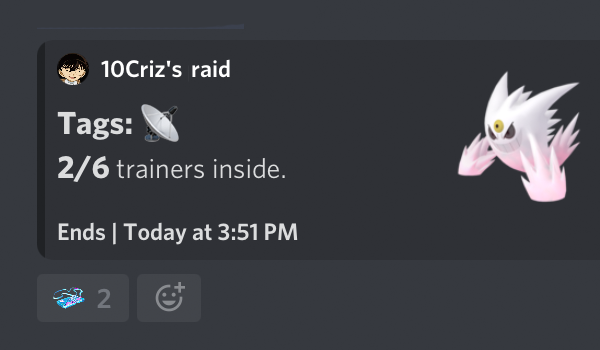 10Criz's raid
Tags:
2/6 trainers inside.
Ends | Today at 3:51 PM
2